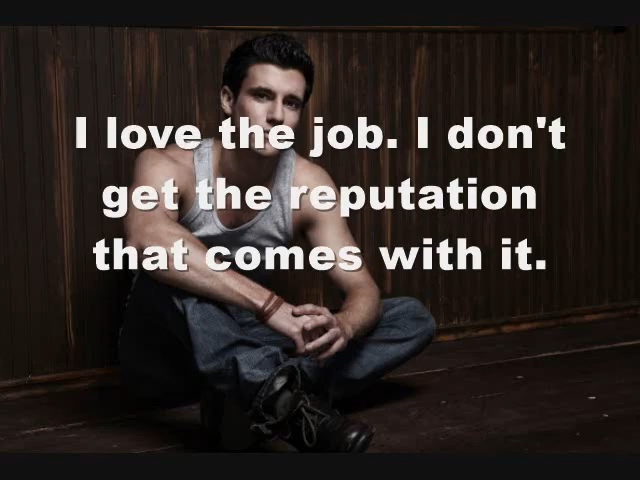 I love the job. I don't
get the reputation
that comes with it.